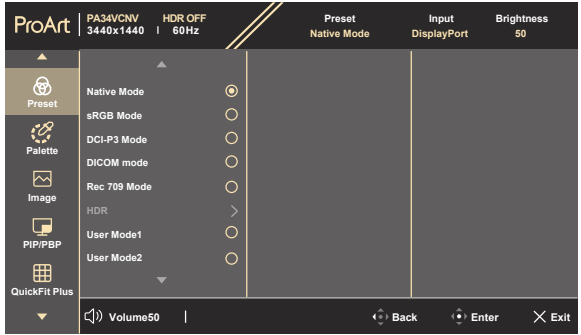 ProArt
PA34VCNV HDR OFF
3440x1440 | 60Hz
Preset
Native Mode
Input
DisplayPort
Brightness
50
Preset
Palette
Image
PIP/PBP
QuickFit Plus
Native Mode
sRGB Mode
DCI-P3 Mode
DICOM mode
Rec 709 Mode
HDR
User Mode1
User Mode2
Volume50 |
Back
Enter
Exit